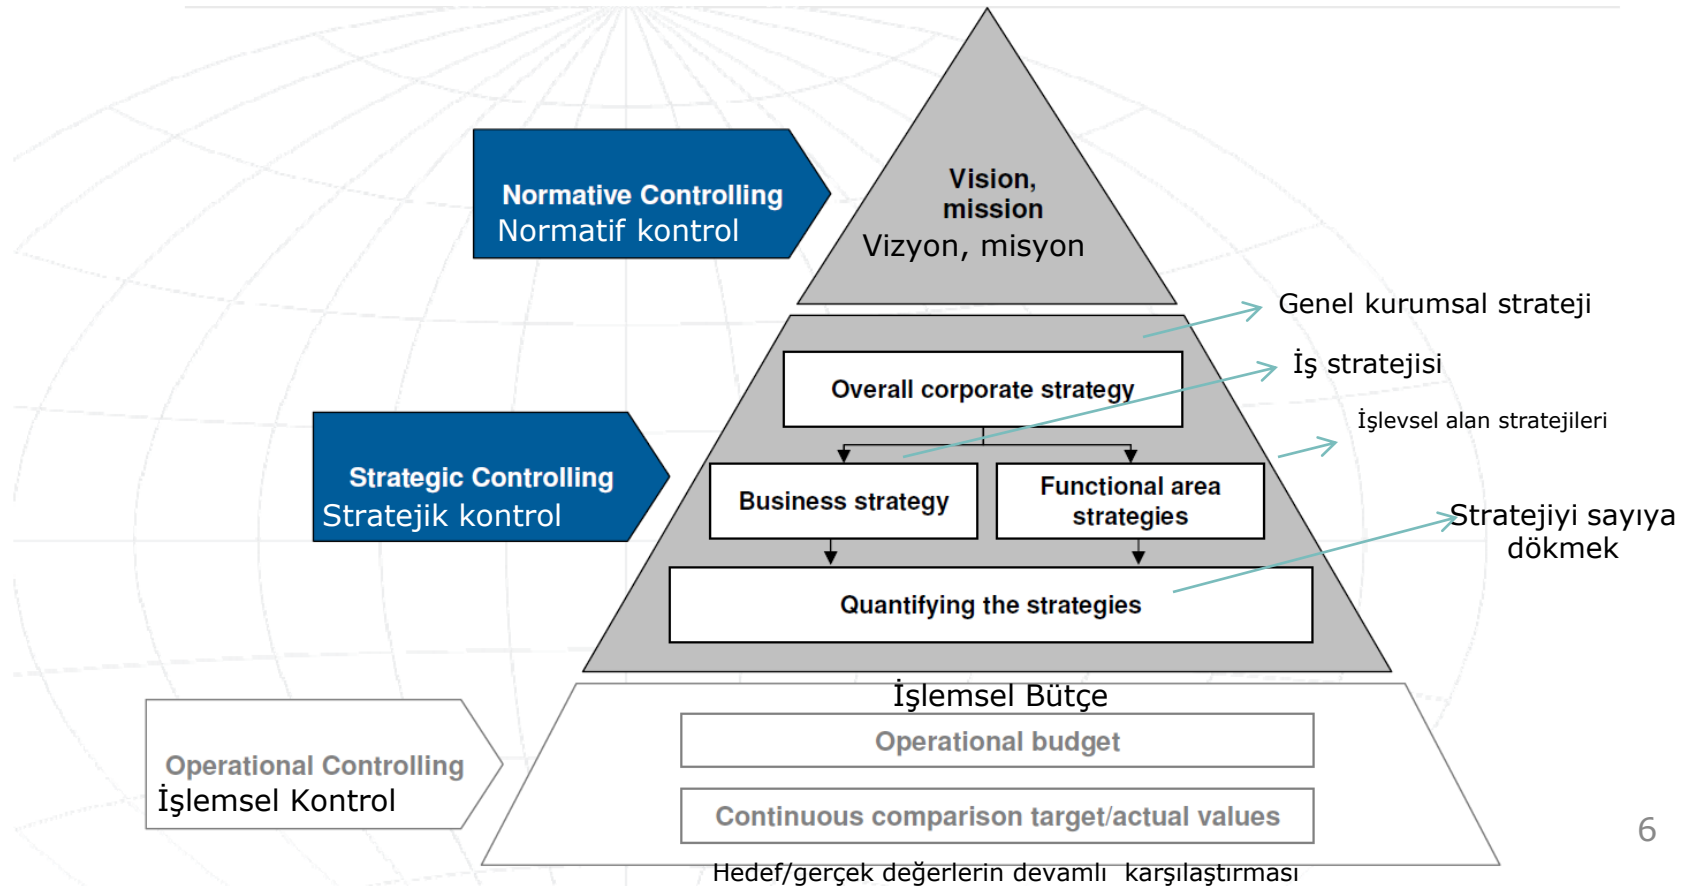 Normative Controlling
Normatif kontrol
Vision,
mission
Vizyon, misyon
Genel kurumsal strateji
İş stratejisi
Overall corporate strategy
İşlevsel alan stratejileri
Strategic Controlling
Stratejik kontrol
Business strategy
Functional area
strategies
Stratejiyi sayıya
dökmek
Quantifying the strategies
İşlemsel Bütçe
Operational budget
Operational Controlling
İşlemsel Kontrol
Continuous comparison target/actual values
Hedef/gerçek değerlerin devamlı karşılaştırması
6